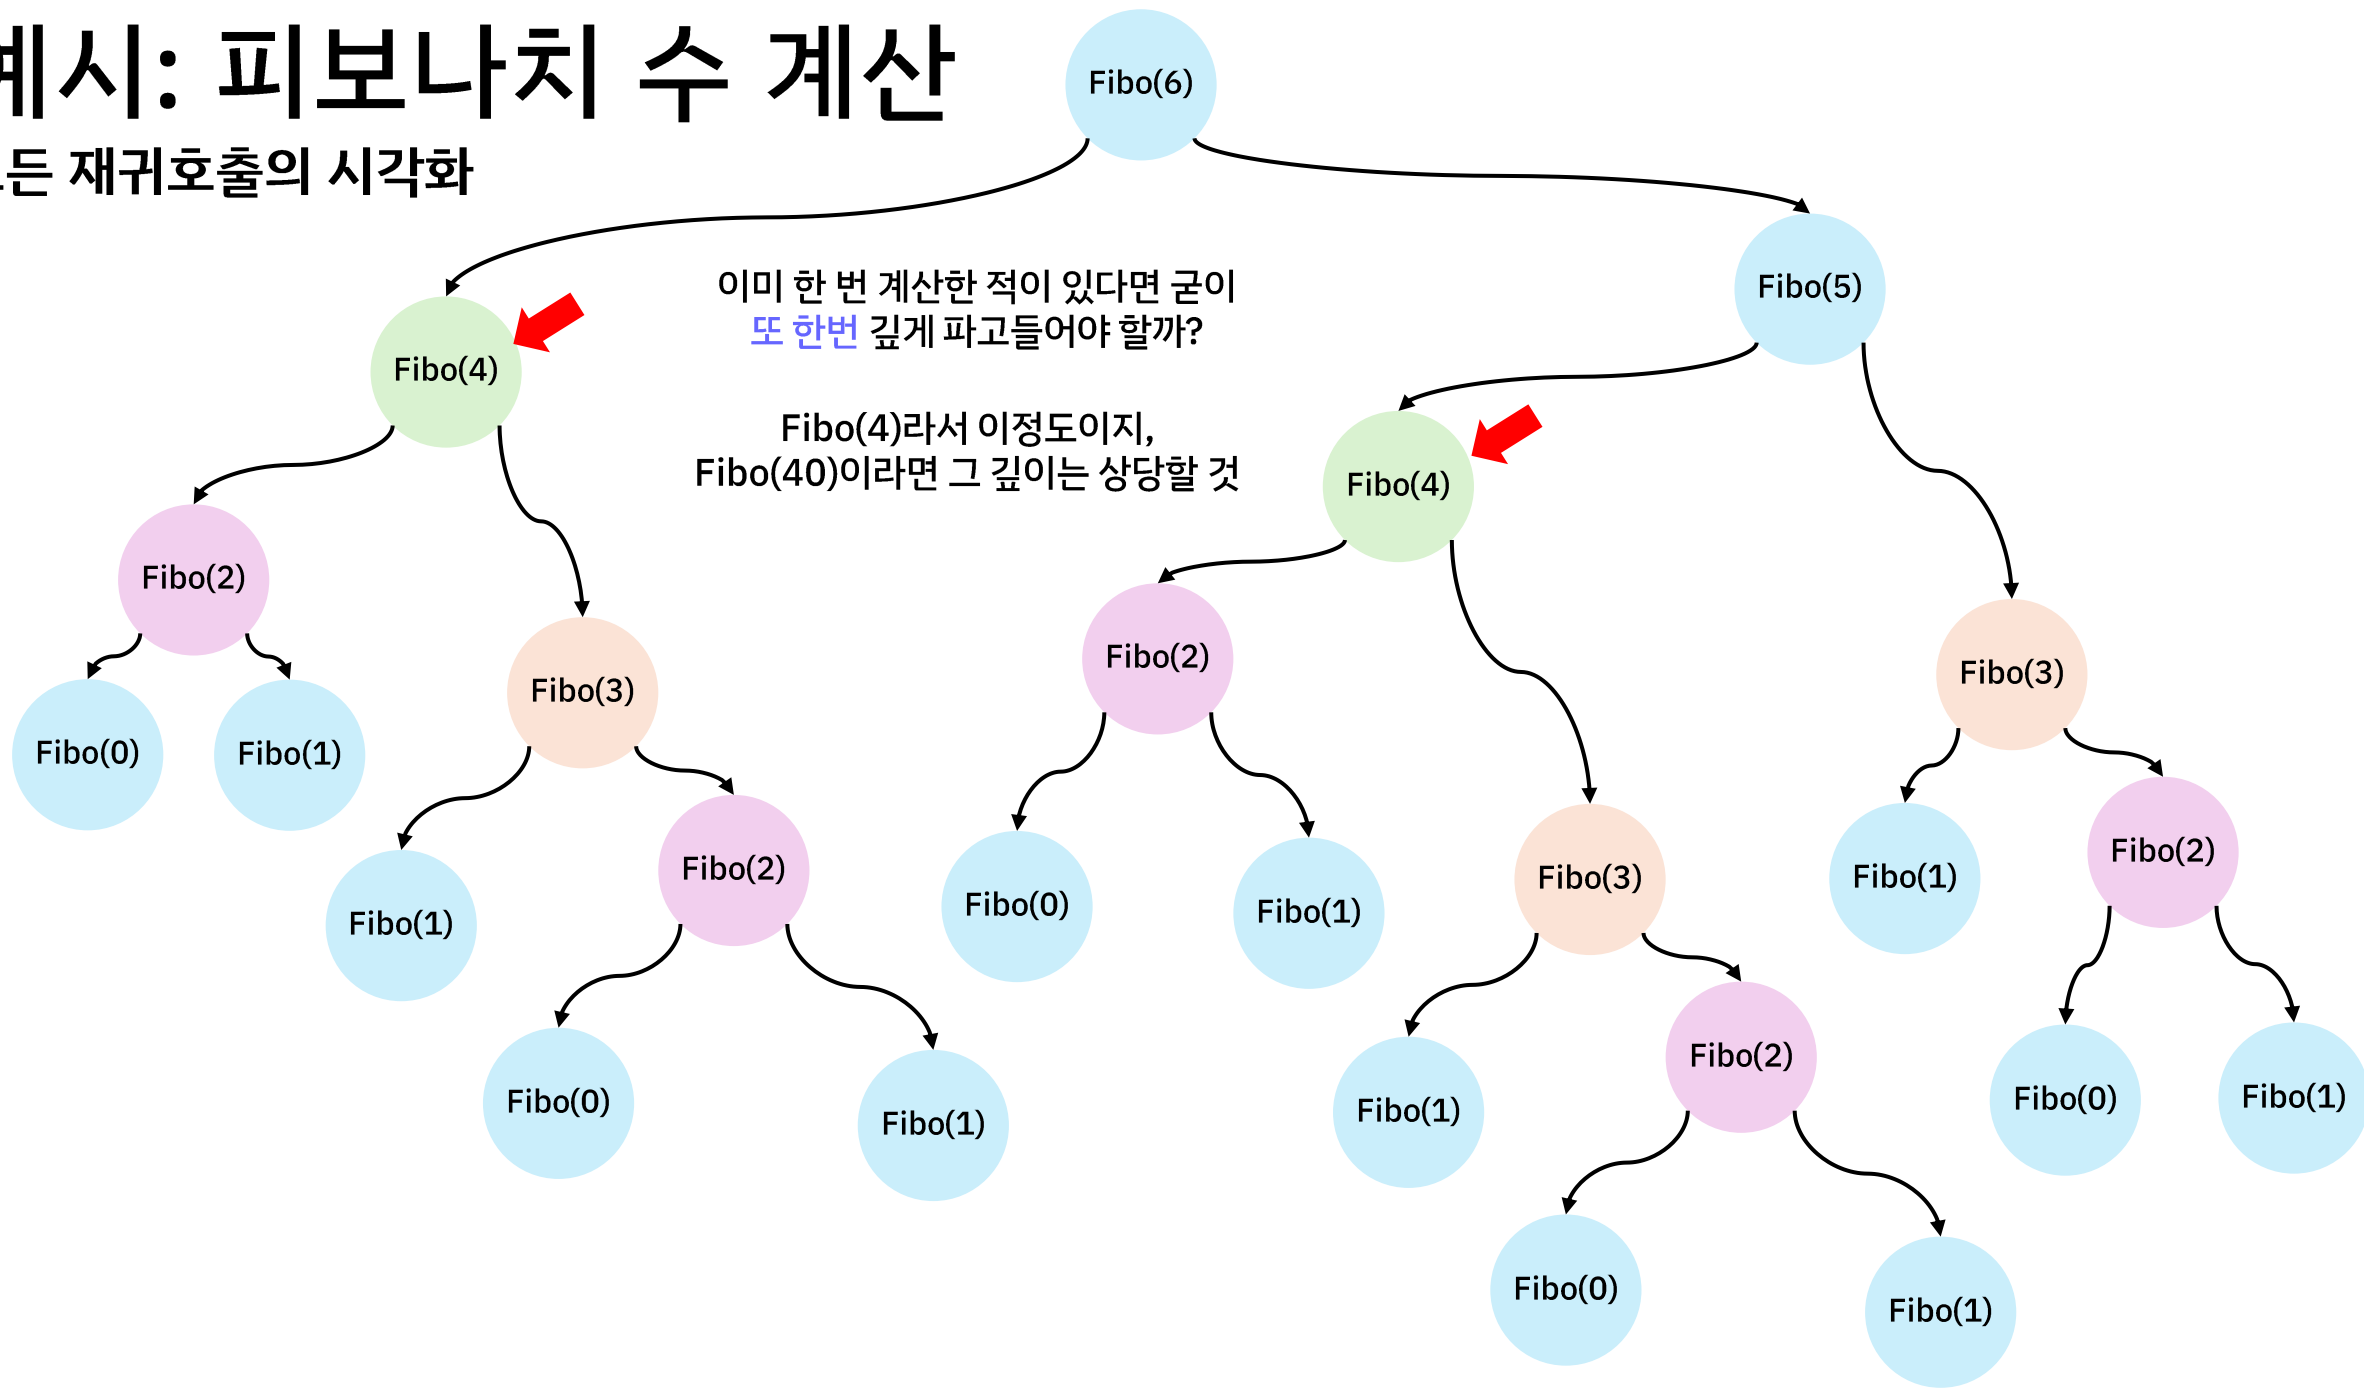 예시: 피보나치 수 계산
모든 재귀호출의 시각화
Fibo(6)
이미 한 번 계산한 적이 있다면 굳이
또 한번 깊게 파고들어야 할까?
Fibo(5)
Fibo(4)
Fibo(4)라서 이정도이지,
Fibo(40)이라면 그 깊이는 상당할 것
Fibo(4)
Fibo(2)
Fibo(3)
Fibo(2)
Fibo(3)
Fibo(0)
Fibo(1)
Fibo(1)
Fibo(2)
Fibo(0)
Fibo(1)
Fibo(3)
Fibo(1)
Fibo(2)
Fibo(0)
Fibo(1)
Fibo(1)
Fibo(2)
Fibo(0)
Fibo(1)
Fibo(0)
Fibo(1)